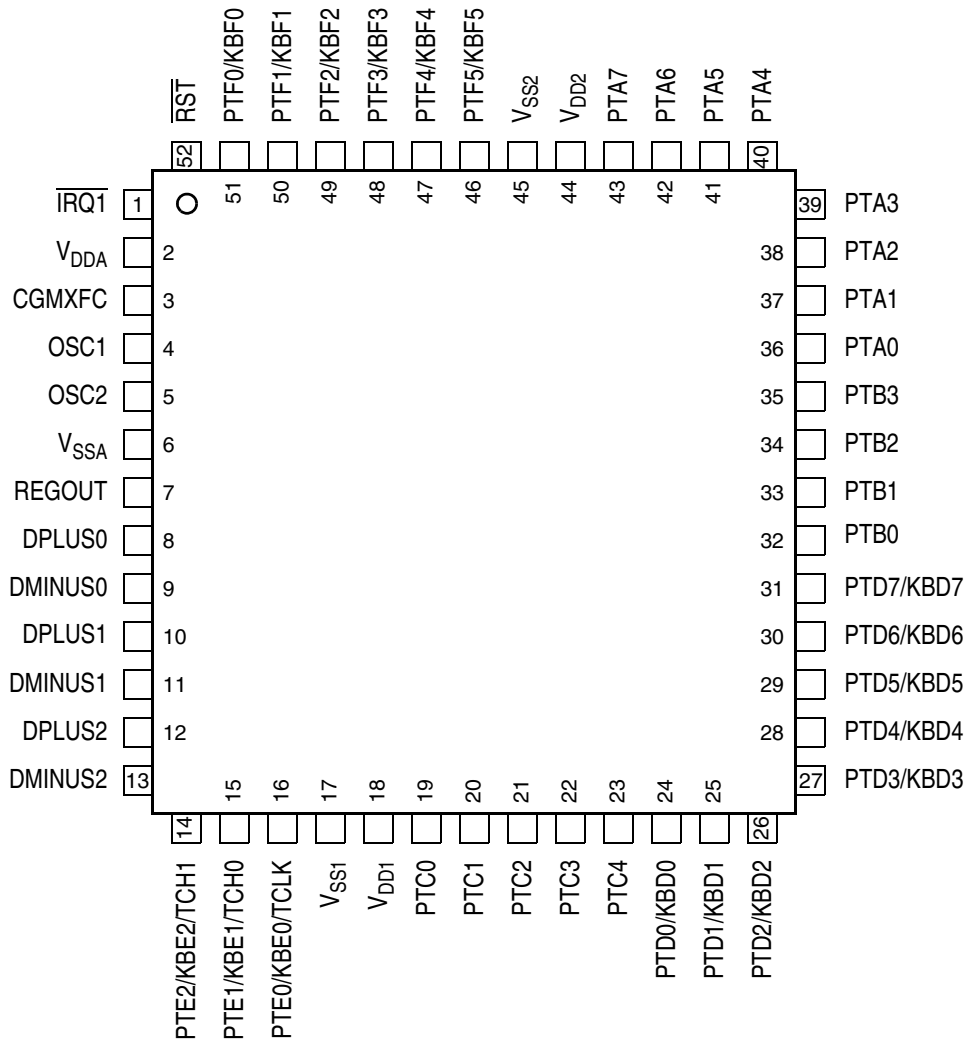 RST
PTF0/KBF0
PTF1/KBF1
PTF2/KBF2
PTF3/KBF3
PTF4/KBF4
PTF5/KBF5
VSS2
VDD2
PTA7
PTA6
PTA5
PTA4
52
51
50
49
48
47
46
45
44
43
42
41
40
IRQ1 1
VDDA 2
CGMXFC 3
OSC1 4
OSC2 5
VSSA 6
REGOUT 7
DPLUS0 8
DMINUS0 9
DPLUS1 10
DMINUS1 11
DPLUS2 12
DMINUS2 13
39 PTA3
38 PTA2
37 PTA1
36 PTA0
35 PTB3
34 PTB2
33 PTB1
32 PTB0
31 PTD7/KBD7
30 PTD6/KBD6
29 PTD5/KBD5
28 PTD4/KBD4
27 PTD3/KBD3
14
15
16
17
18
19
20
21
22
23
24
25
26
PTE2/KBE2/TCH1
PTE1/KBE1/TCH0
PTE0/KBE0/TCLK
VSS1
VDD1
PTC0
PTC1
PTC2
PTC3
PTC4
PTD0/KBD0
PTD1/KBD1
PTD2/KBD2